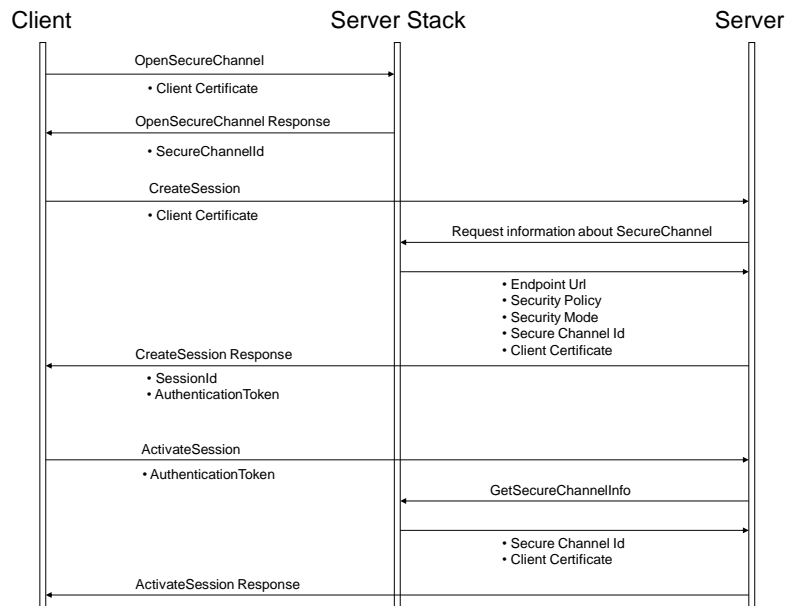 Client
Server Stack
Server
OpenSecureChannel
• Client Certificate
OpenSecureChannel Response
• SecureChannelId
CreateSession
• Client Certificate
Request information about SecureChannel
• Endpoint Url
• Security Policy
• Security Mode
• Secure Channel Id
• Client Certificate
CreateSession Response
• SessionId
• AuthenticationToken
ActivateSession
• AuthenticationToken
GetSecureChannelInfo
• Secure Channel Id
• Client Certificate
ActivateSession Response